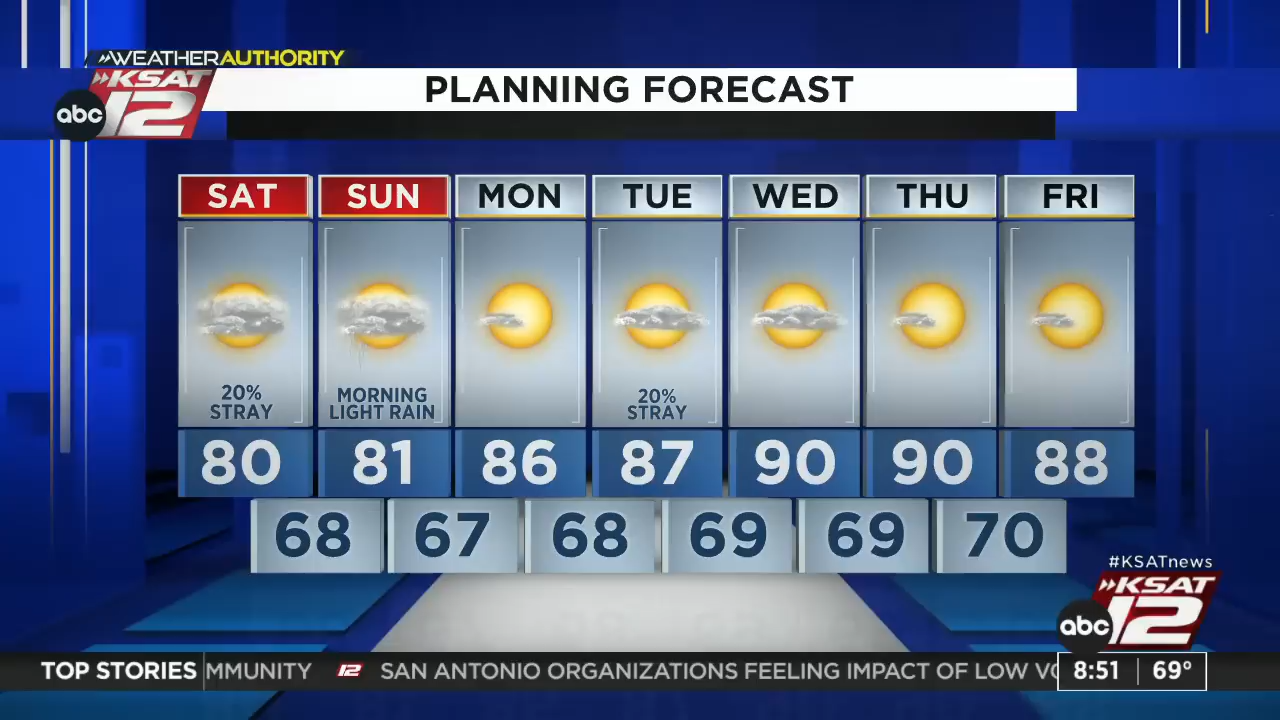 WEATHERAUTHORITY
KSAT
abc 12
PLANNING FORECAST
SAT SUN MON TUE WED THU FRI
20% STRAY
MORNING LIGHT RAIN
20% STRAY
80 81 86 87 90 90 88
68 67 68 69 69 70
#KSATnews
KSAT
abc 12
TOP STORIES MMUNITY 12 SAN ANTONIO ORGANIZATIONS FEELING IMPACT OF LOW 8:51 69°